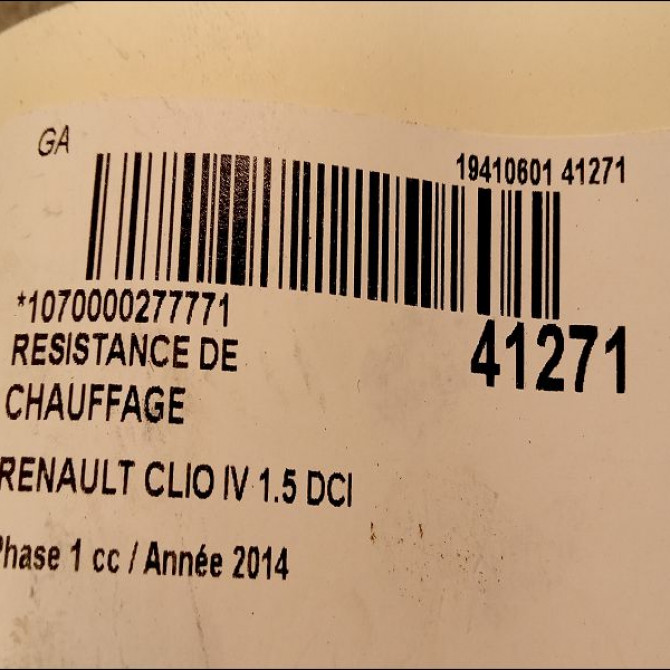 GA
19410601 41271
*1070000277771
41271
RESISTANCE DE
CHAUFFAGE
RENAULT CLIO IV 1.5 DCI
Phase 1 cc / Année 2014